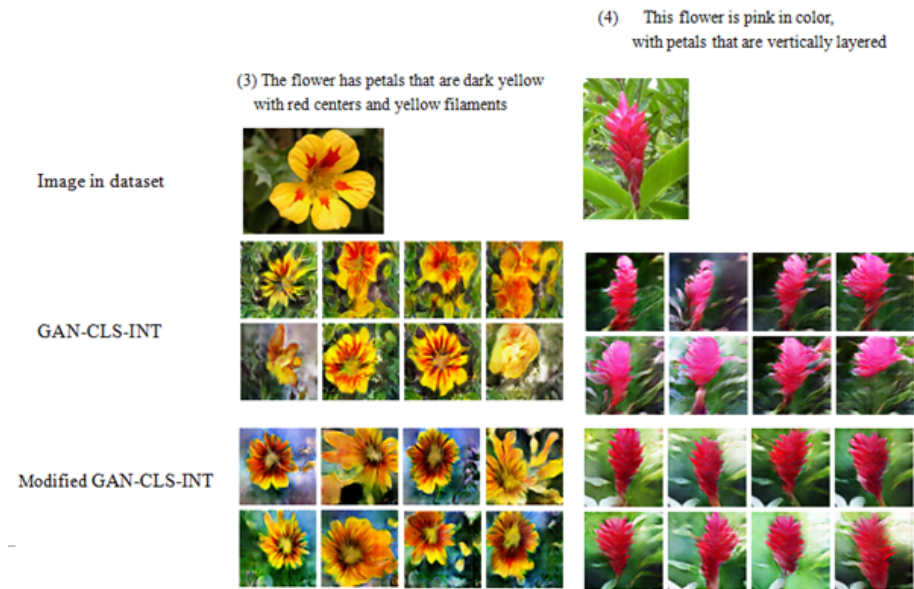 (4) This flower is pink in color,
with petals that are vertically layered
(3) The flower has petals that are dark yellow
with red centers and yellow filaments
Image in dataset
GAN-CLS-INT
Modified GAN-CLS-INT